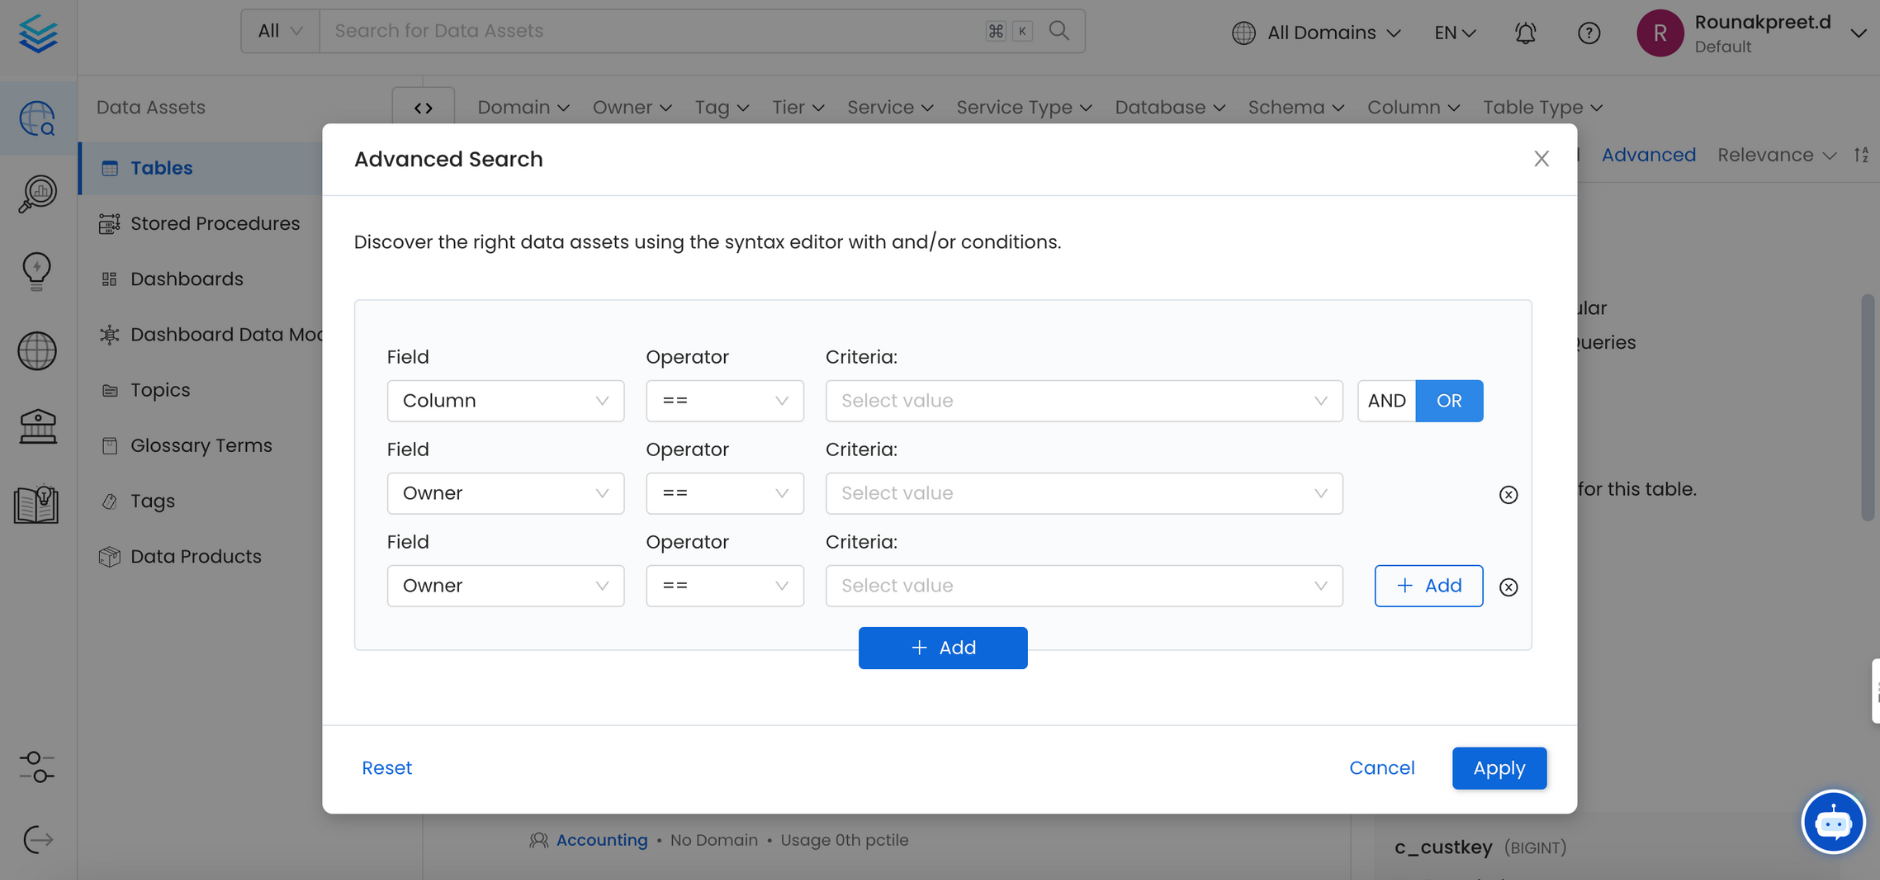 All
Search for Data Assets
⌘ K
All Domains
EN
R
Rounakpreet.d
Default
Data Assets
Domain
Owner
Tag
Tier
Service
Service Type
Database
Schema
Column
Table Type
Advanced
Relevance
Tables
Stored Procedures
Dashboards
Dashboard Data Mo
Topics
Glossary Terms
Tags
Data Products
Advanced Search
Discover the right data assets using the syntax editor with and/or conditions.
Field
Operator
Criteria:
Column
==
Select value
AND
OR
Field
Operator
Criteria:
Owner
==
Select value
Field
Operator
Criteria:
Owner
==
Select value
+ Add
+ Add
Reset
Cancel
Apply
ular
Queries
for this table.
Accounting • No Domain • Usage 0th pctile
c_custkey (BIGINT)